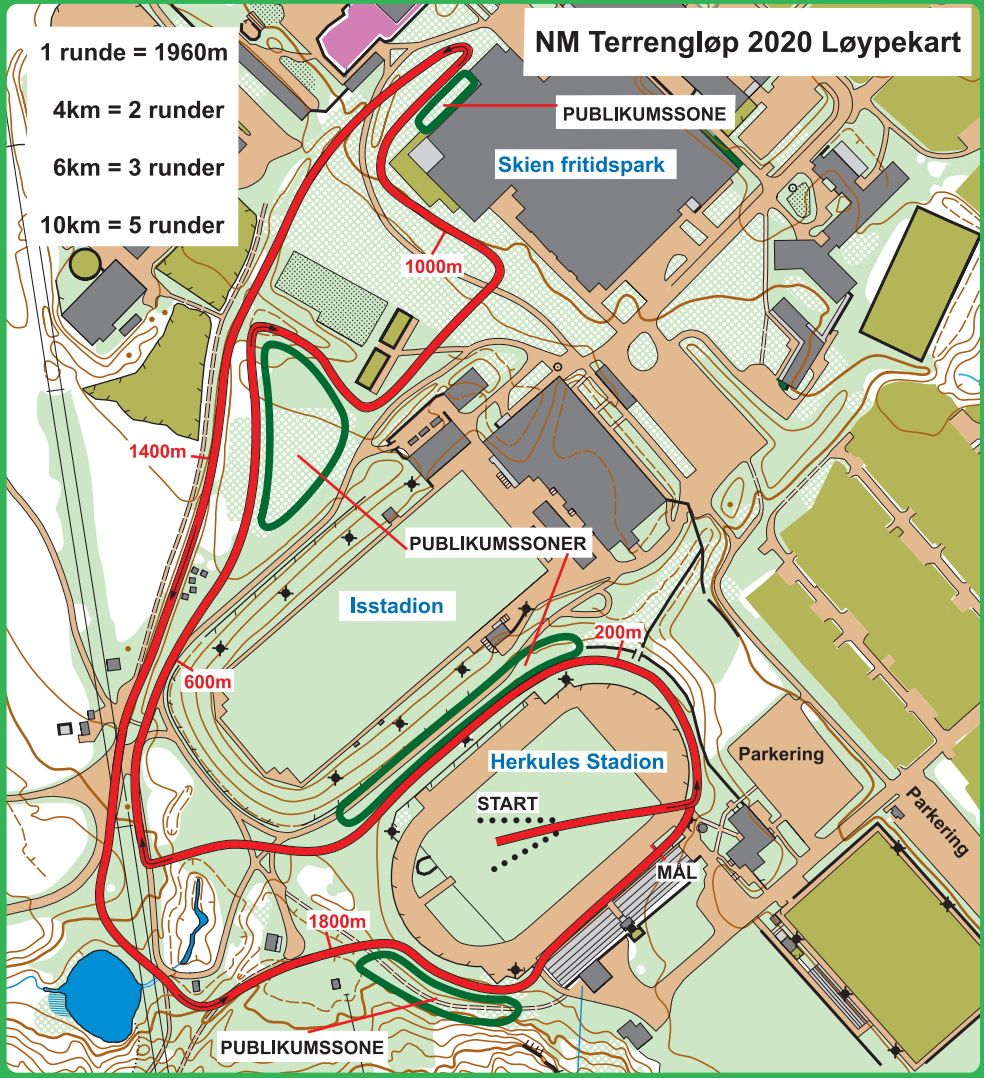 NM Terrengløp 2020 Løypekart
1 runde = 1960m
4km = 2 runder
6km = 3 runder
10km = 5 runder
PUBLIKUMSSONE
Skien fritidspark
1000m
1400m
PUBLIKUMSSONER
Isstadion
200m
600m
Herkules Stadion
Parkering
START
Parkering
MÅL
1800m
PUBLIKUMSSONE